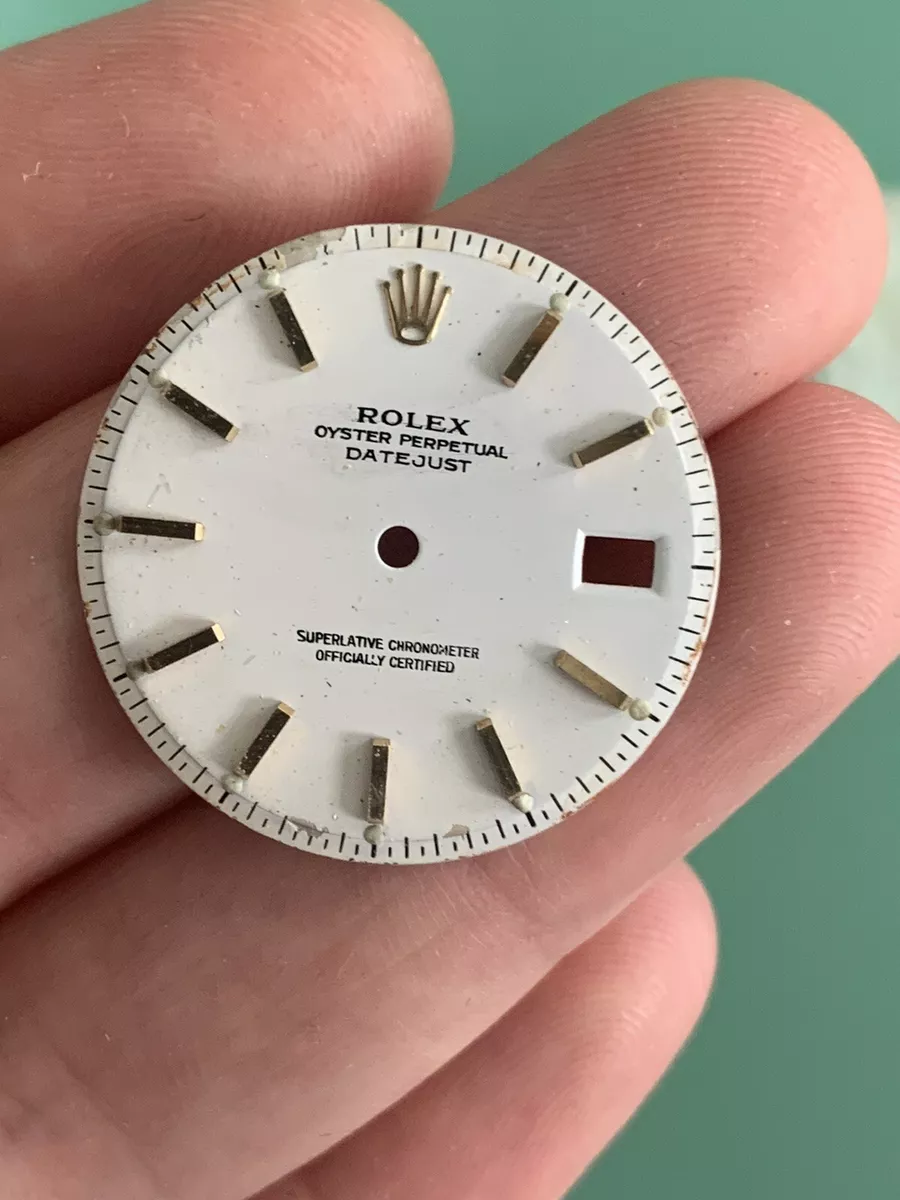 ROLEX
OYSTER PERPETUAL
DATEJUST
SUPERLATIVE CHRONOMETER
OFFICIALLY CERTIFIED